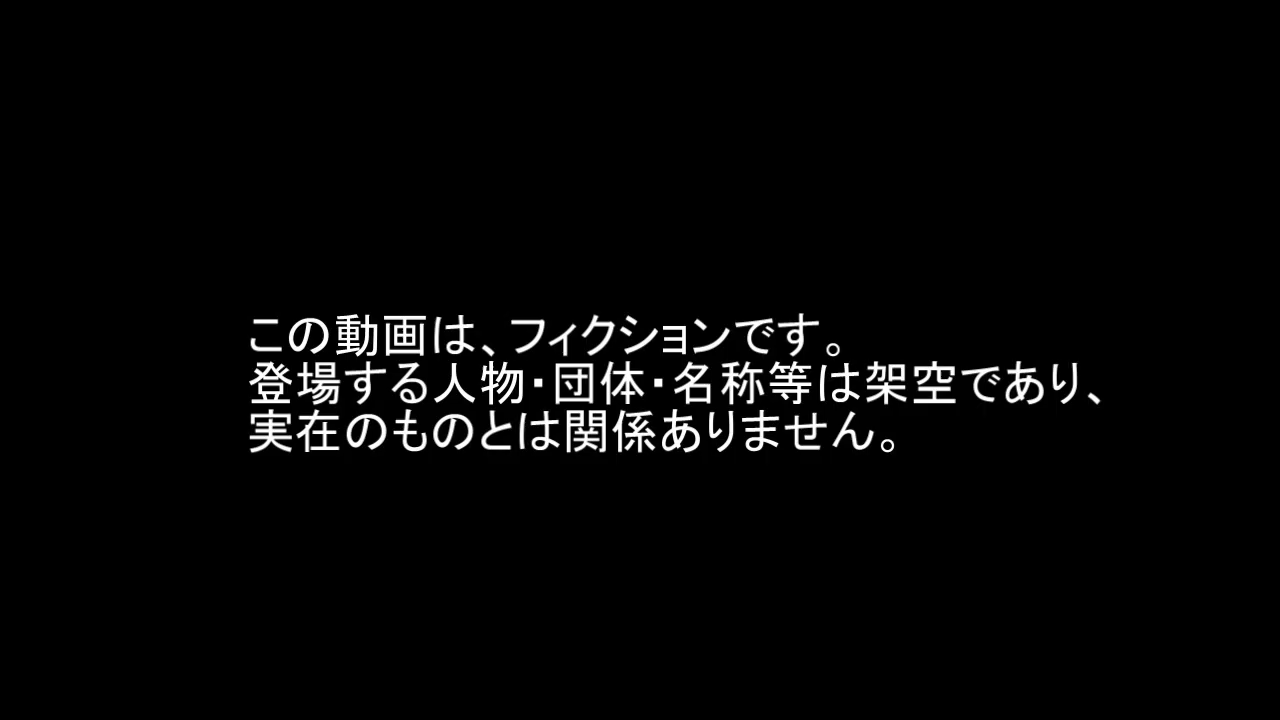 この動画は、フィクションです。
登場する人物・団体・名称等は架空であり、
実在のものとは関係ありません。